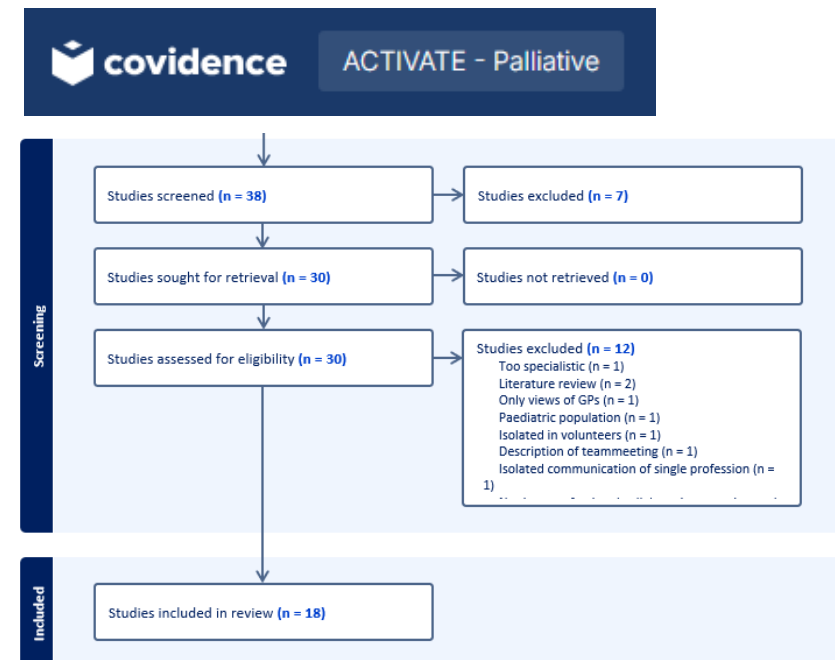 covidence ACTIVATE - Palliative
Studies screened (n = 38)
Studies excluded (n = 7)
Studies sought for retrieval (n = 30)
Studies not retrieved (n = 0)
Screening
Studies assessed for eligibility (n = 30)
Studies excluded (n = 12)
Too specialistic (n = 1)
Literature review (n = 2)
Only views of GPs (n = 1)
Paediatric population (n = 1)
Isolated in volunteers (n = 1)
Description of teammeeting (n = 1)
Isolated communication of single profession (n =
1)
Included
Studies included in review (n = 18)